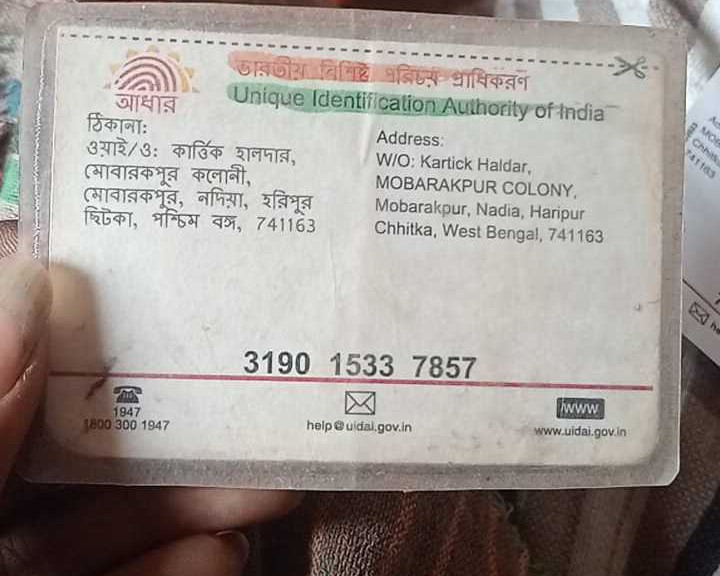 ভারতীয় বিশিষ্ট পরিচয় প্রাধিকরণ
Unique Identification Authority of India
আধার
ঠিকানা:
ওয়াই/ও: কার্ত্তিক হালদার,
মোবারকপুর কলোনী,
মোবারকপুর, নদিয়া, হরিপুর
ছিটকা, পশ্চিম বঙ্গ, 741163
Address:
W/O: Kartick Haldar,
MOBARAKPUR COLONY,
Mobarakpur, Nadia, Haripur
Chhitka, West Bengal, 741163
3190 1533 7857
1947
1800 300 1947
help@uidai.gov.in
www
www.uidai.gov.in
741163